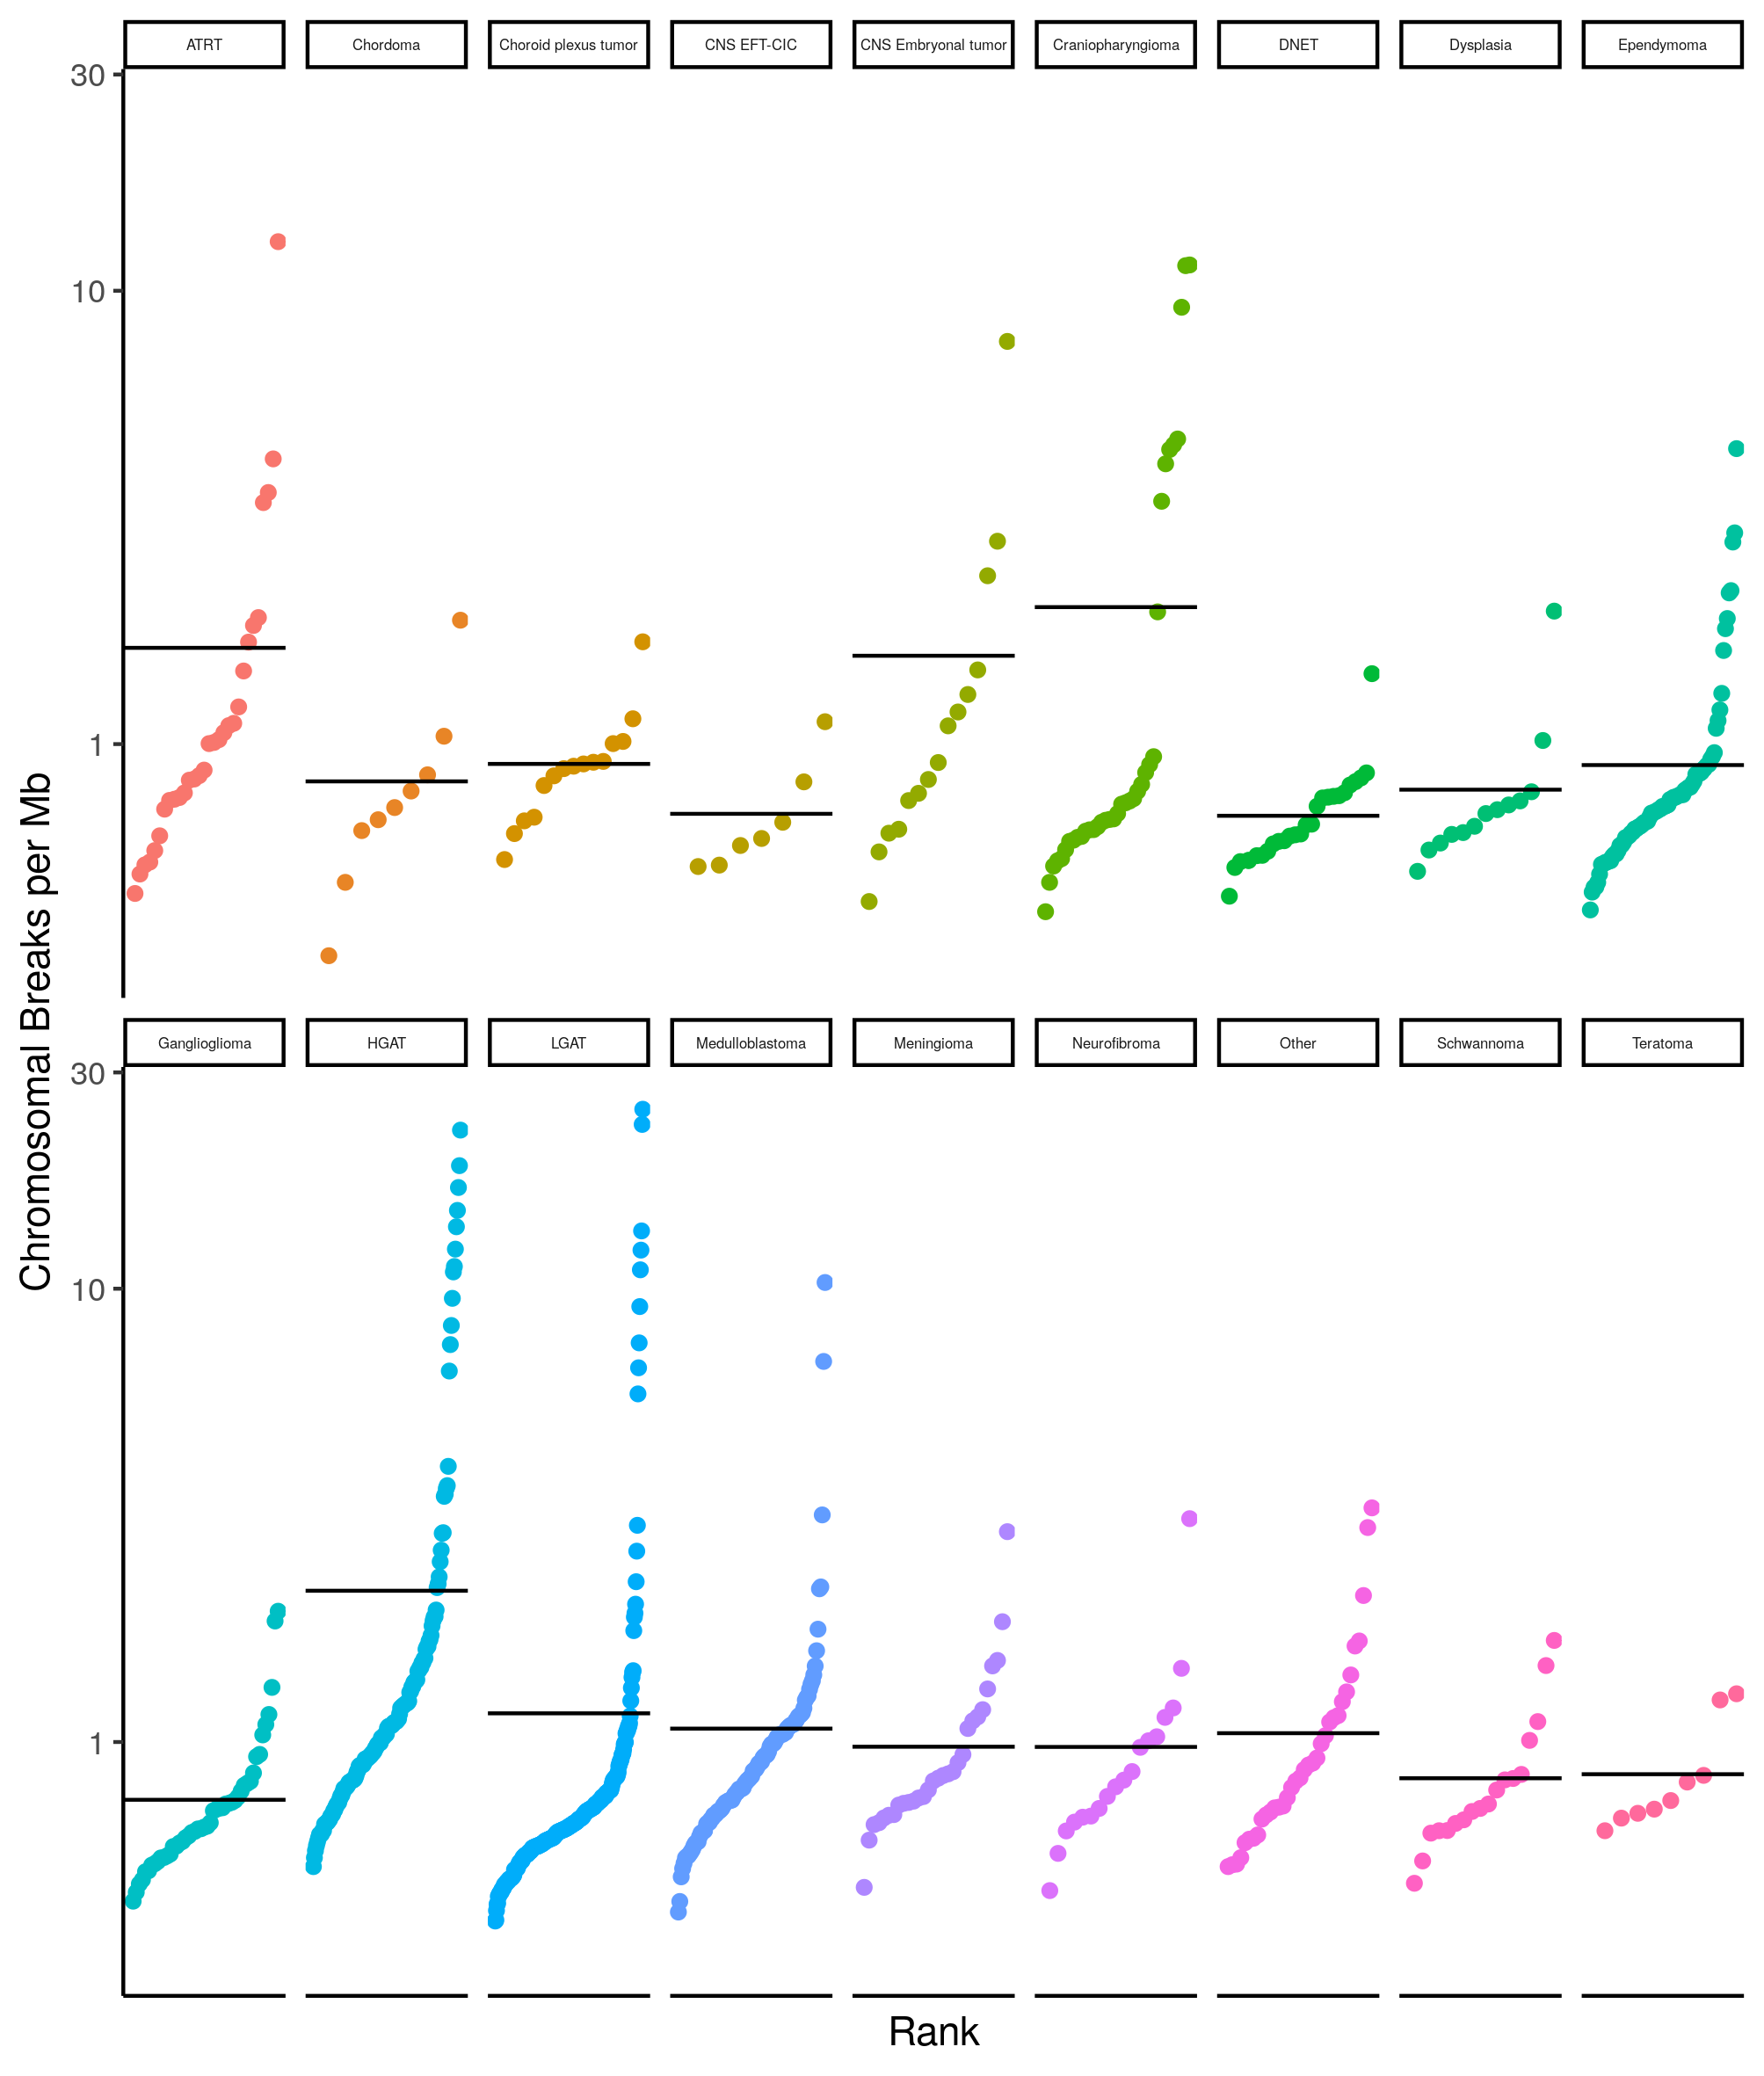 ATRT
Chordoma
Choroid plexus tumor
CNS EFT-CIC
CNS Embryonal tumor
Craniopharyngioma
DNET
Dysplasia
Ependymoma
30
10
1
Chromosomal Breaks per Mb
Ganglioglioma
HGAT
LGAT
Medulloblastoma
Meningioma
Neurofibroma
Other
Schwannoma
Teratoma
30
10
1
Rank